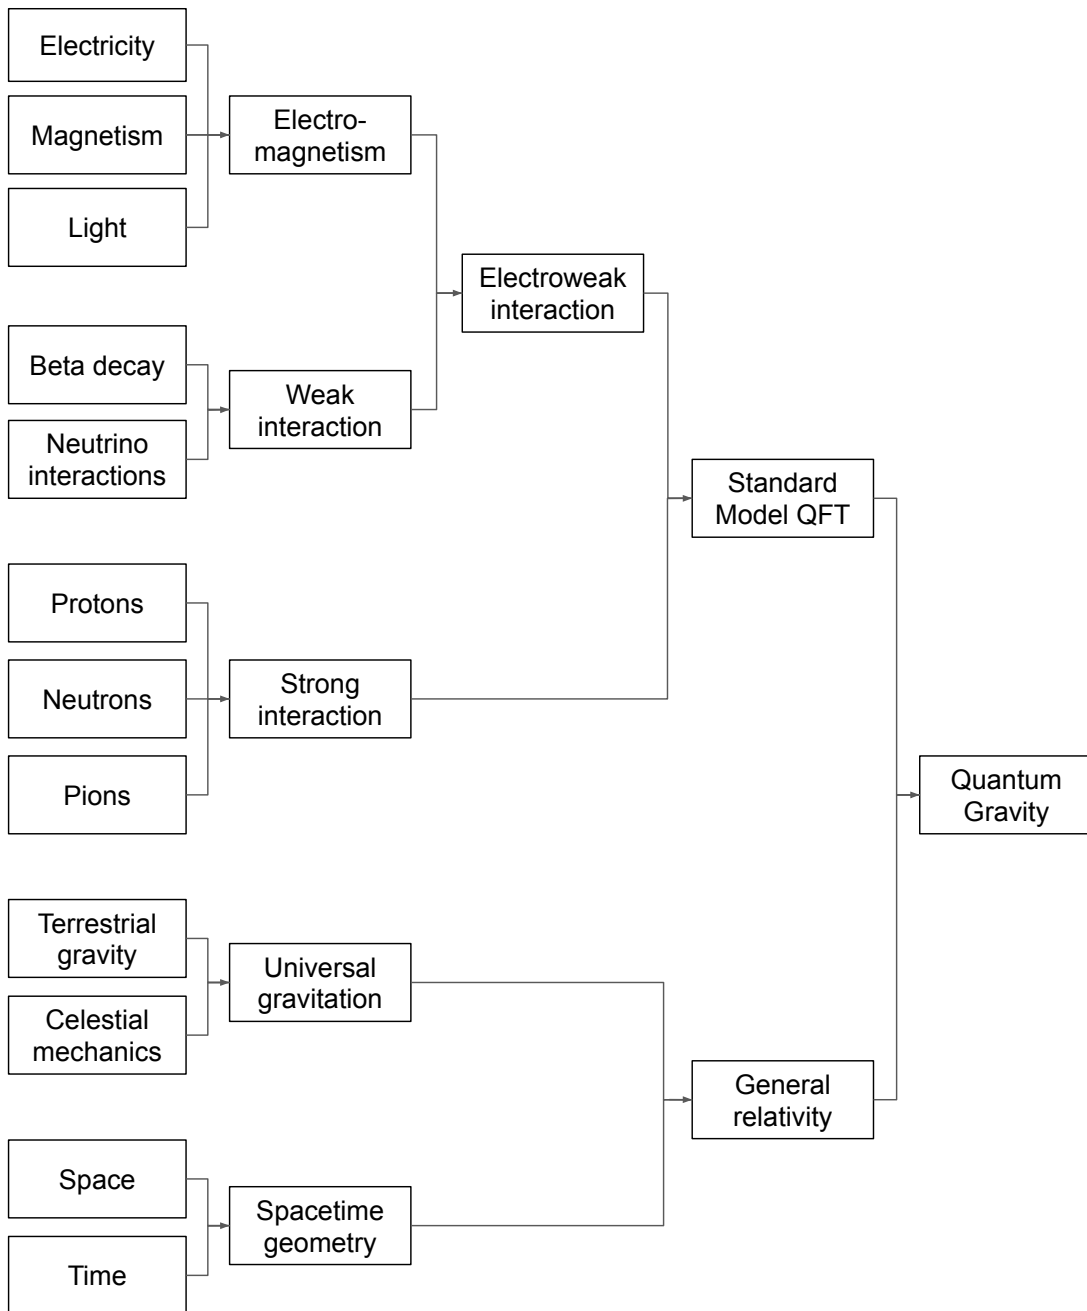 Electricity
Magnetism
Light
Electro-
magnetism
Electroweak
interaction
Beta decay
Neutrino
interactions
Weak
interaction
Standard
Model QFT
Protons
Neutrons
Pions
Strong
interaction
Quantum
Gravity
Terrestrial
gravity
Celestial
mechanics
Universal
gravitation
General
relativity
Space
Time
Spacetime
geometry